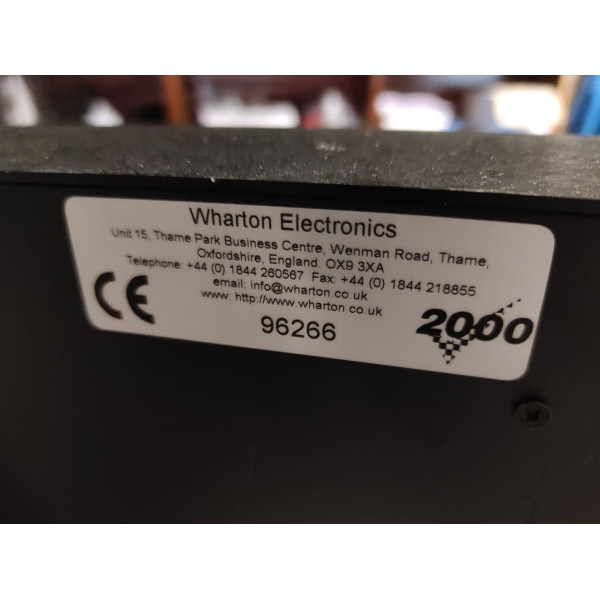 Wharton Electronics
Unit 15, Thame Park Business Centre, Wenman Road, Thame,
Oxfordshire, England. OX9 3XA
Telephone: +44 (0) 1844 260567 Fax: +44 (0) 1844 218855
email: info@wharton.co.uk
www: http://www.wharton.co.uk
CE
96266
2000